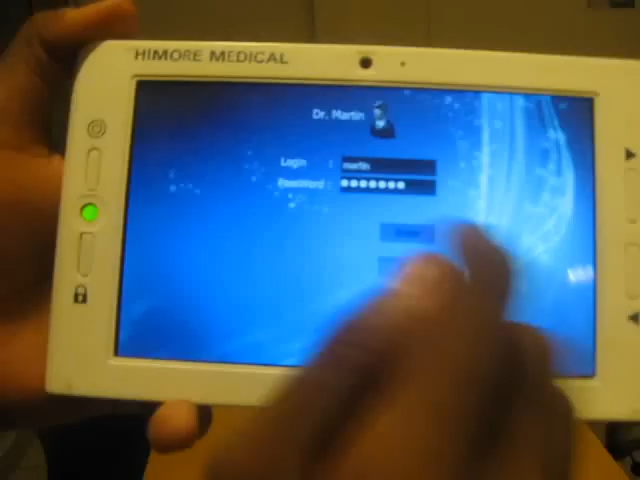 HIMORE MEDICAL
Dr. Martin
Login : martin
Password :